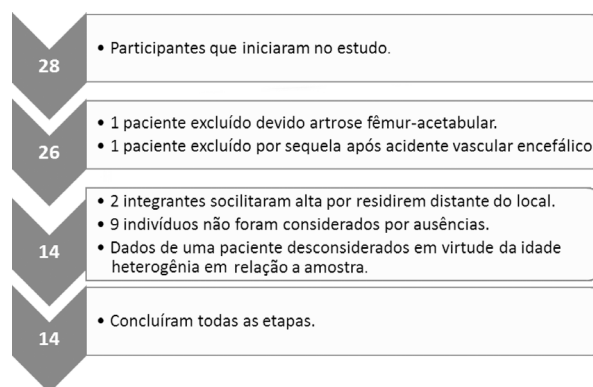 28
• Participantes que iniciaram no estudo.
26
• 1 paciente excluído devido artrose fêmur-acetabular.
• 1 paciente excluído por sequela após acidente vascular encefálico
14
• 2 integrantes socilitaram alta por residirem distante do local.
• 9 indivíduos não foram considerados por ausências.
• Dados de uma paciente desconsiderados em virtude da idade
heterogênia em relação a amostra.
14
• Concluíram todas as etapas.